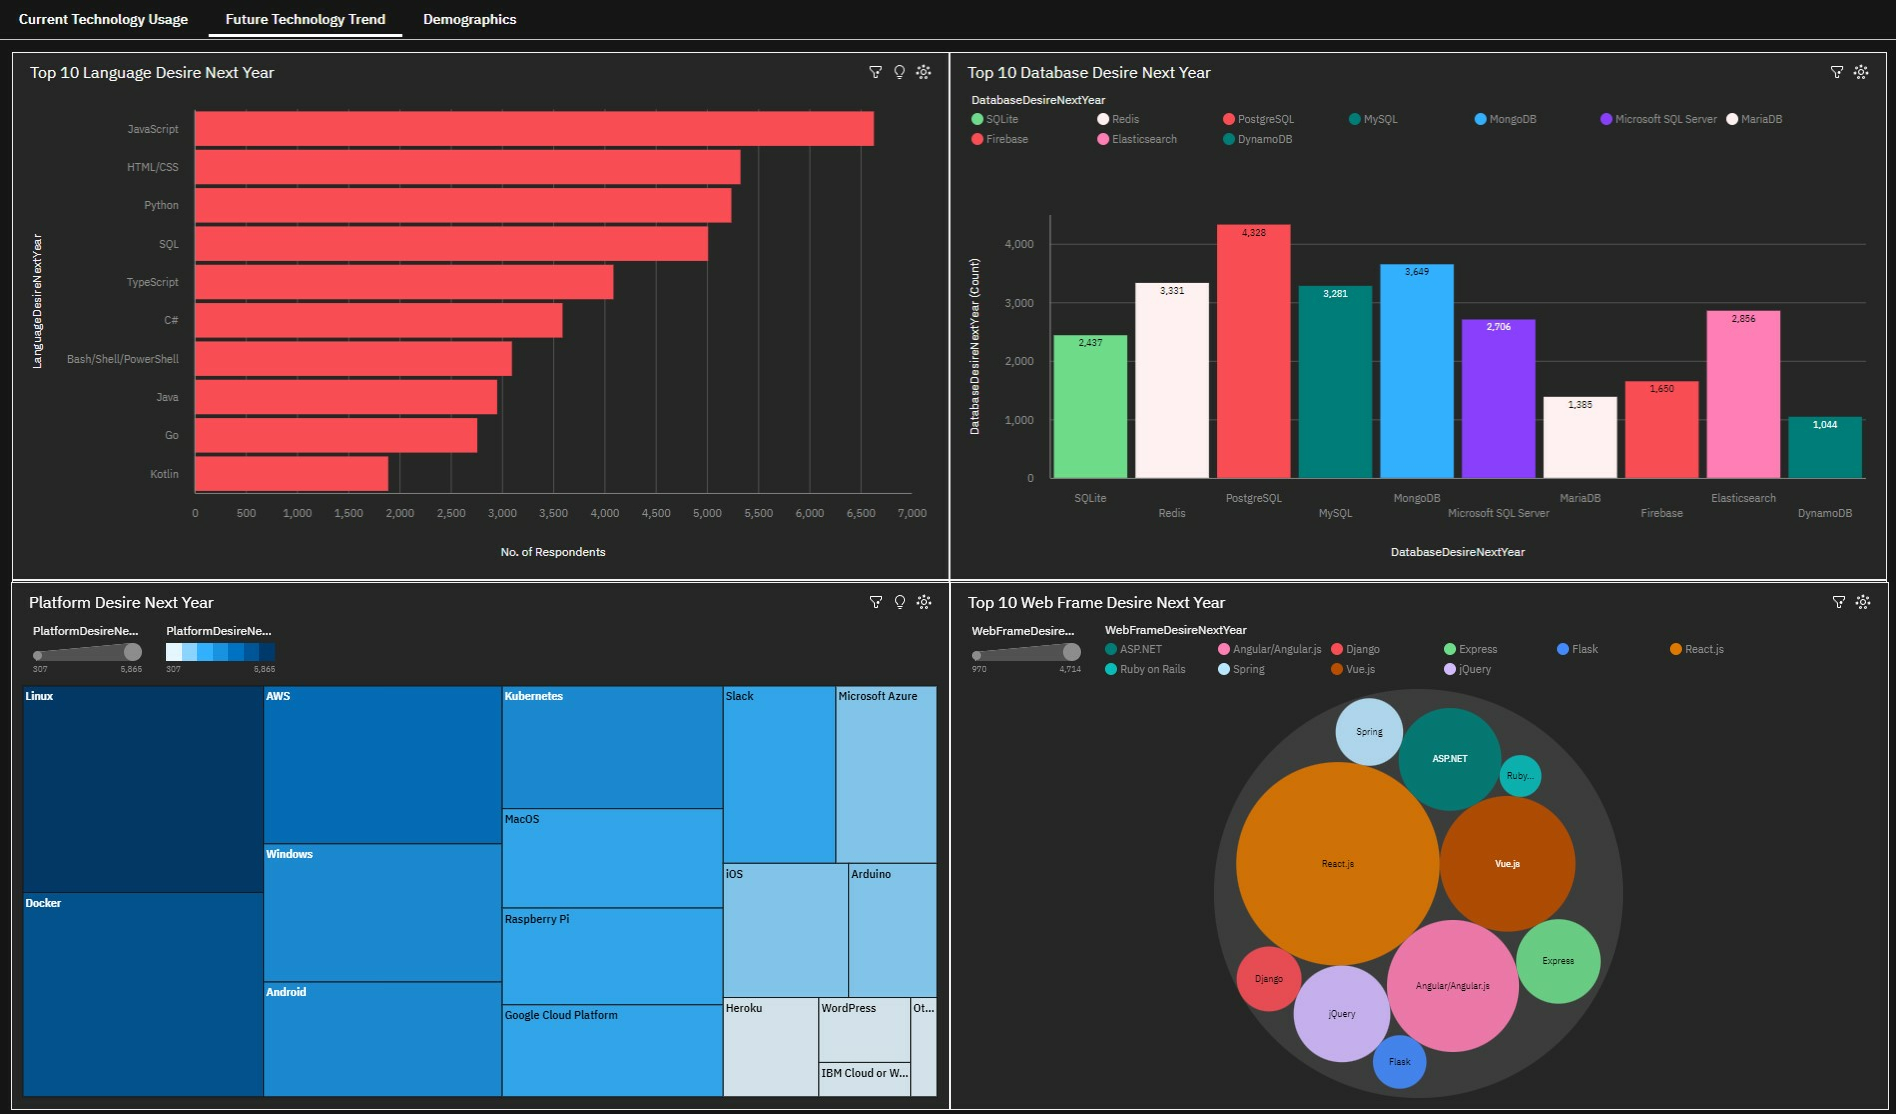 Current Technology Usage
Future Technology Trend
Demographics
Top 10 Language Desire Next Year
LanguageDesireNextYear
JavaScript
HTML/CSS
Python
SQL
TypeScript
C#
Bash/Shell/PowerShell
Java
Go
Kotlin
0 500 1,000 1,500 2,000 2,500 3,000 3,500 4,000 4,500 5,000 5,500 6,000 6,500 7,000
No. of Respondents
Top 10 Database Desire Next Year
DatabaseDesireNextYear
SQLite Redis PostgreSQL MySQL MongoDB Microsoft SQL Server MariaDB
Firebase Elasticsearch DynamoDB
DatabaseDesireNextYear (Count)
4,000
3,000
2,000
1,000
0
2,437
3,331
4,328
3,281
3,649
2,706
1,385
1,650
2,856
1,044
SQLite PostgreSQL MongoDB MariaDB Elasticsearch
Redis MySQL Microsoft SQL Server Firebase DynamoDB
DatabaseDesireNextYear
Platform Desire Next Year
PlatformDesireNe... PlatformDesireNe...
307 5,865 307 5,865
Linux
Docker
AWS
Windows
Android
Kubernetes
MacOS
Raspberry Pi
Google Cloud Platform
Slack
Microsoft Azure
iOS
Arduino
Heroku
WordPress
Ot...
IBM Cloud or W...
Top 10 Web Frame Desire Next Year
WebFrameDesire...
970 4,714
WebFrameDesireNextYear
ASP.NET Angular/Angular.js Django Express Flask React.js
Ruby on Rails Spring Vue.js jQuery
Spring
ASP.NET
Ruby...
React.js
Vue.js
Express
Django
Angular/Angular.js
jQuery
Flask